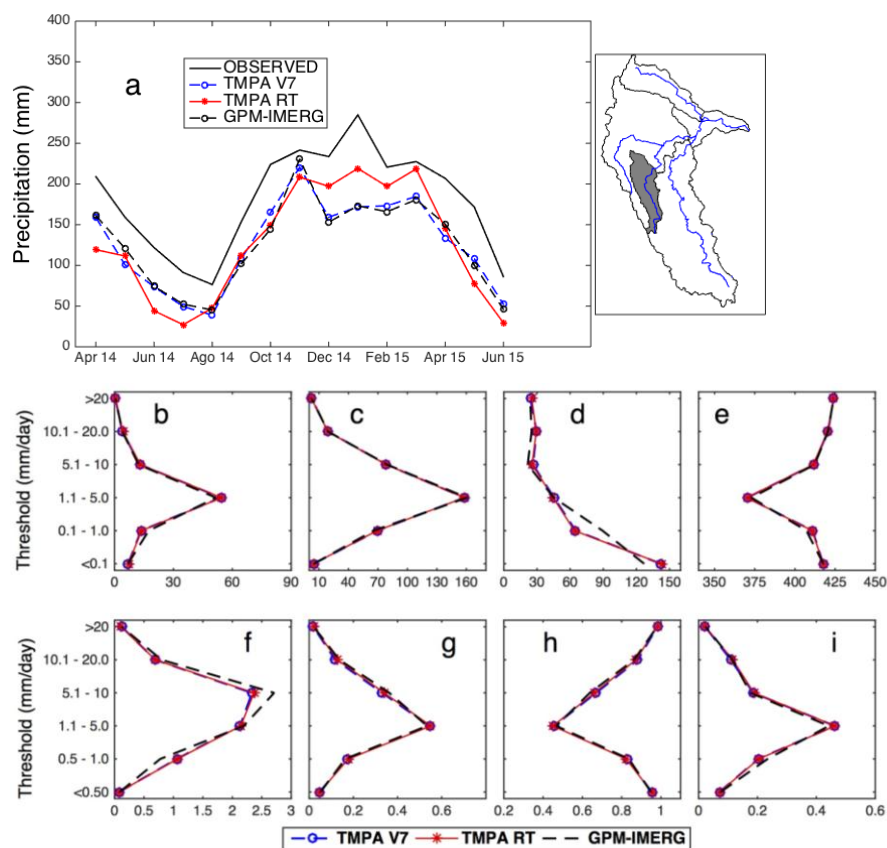 400
350
300
250
200
150
100
50
0
Precipitation (mm)
a
OBSERVED
TMPA V7
TMPA RT
GPM-IMERG
Apr 14 Jun 14 Ago 14 Oct 14 Dec 14 Feb 15 Apr 15 Jun 15
Threshold (mm/day)
>20
10.1 - 20.0
5.1 - 10
1.1 - 5.0
0.1 - 1.0
<0.1
b c d e
0 30 60 90
10 40 70 100 130 160
0 30 60 90 120 150
350 375 400 425 450
Threshold (mm/day)
>20
10.1 - 20.0
5.1 - 10
1.1 - 5.0
0.5 - 1.0
<0.50
f g h i
0 0.5 1 1.5 2 2.5 3
0 0.2 0.4 0.6
0.2 0.4 0.6 0.8 1
0 0.2 0.4 0.6
TMPA V7 TMPA RT GPM-IMERG